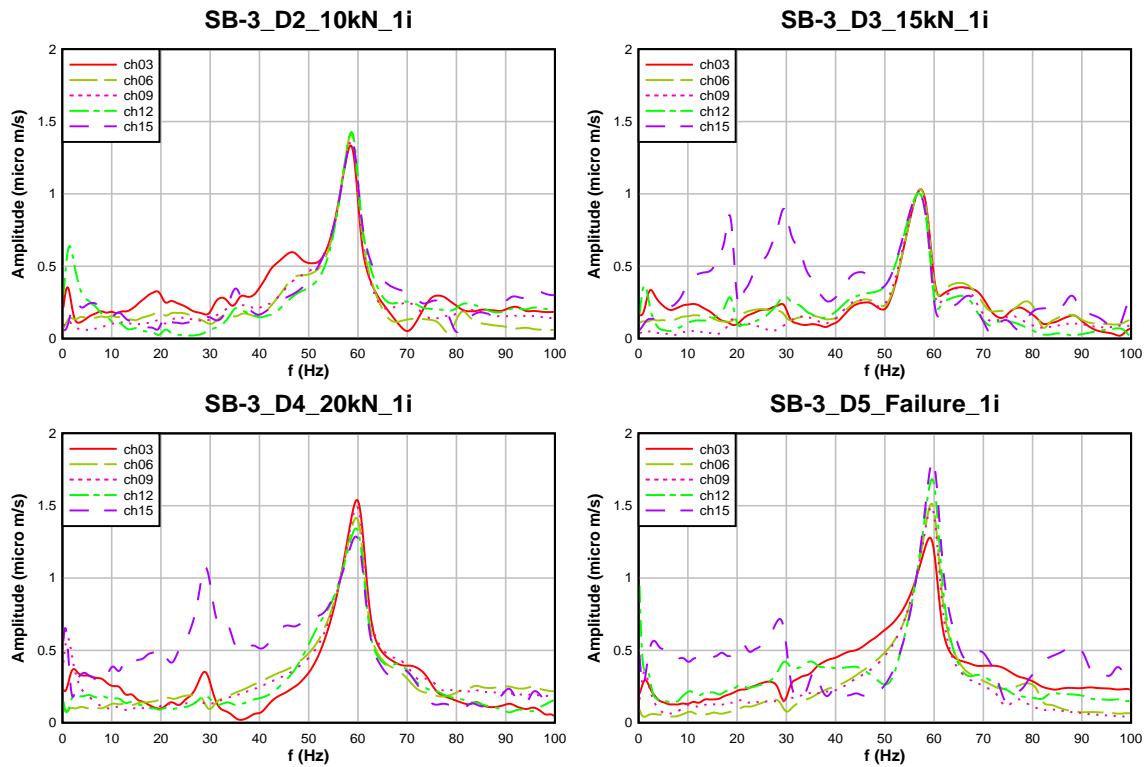 SB-3_D2_10kN_1i
2
1.5
1
0.5
0
Amplitude (micro m/s)
ch03
ch06
ch09
ch12
ch15
0 10 20 30 40 50 60 70 80 90 100
f (Hz)
SB-3_D3_15kN_1i
2
1.5
1
0.5
0
Amplitude (micro m/s)
ch03
ch06
ch09
ch12
ch15
0 10 20 30 40 50 60 70 80 90 100
f (Hz)
SB-3_D4_20kN_1i
2
1.5
1
0.5
0
Amplitude (micro m/s)
ch03
ch06
ch09
ch12
ch15
0 10 20 30 40 50 60 70 80 90 100
f (Hz)
SB-3_D5_Failure_1i
2
1.5
1
0.5
0
Amplitude (micro m/s)
ch03
ch06
ch09
ch12
ch15
0 10 20 30 40 50 60 70 80 90 100
f (Hz)